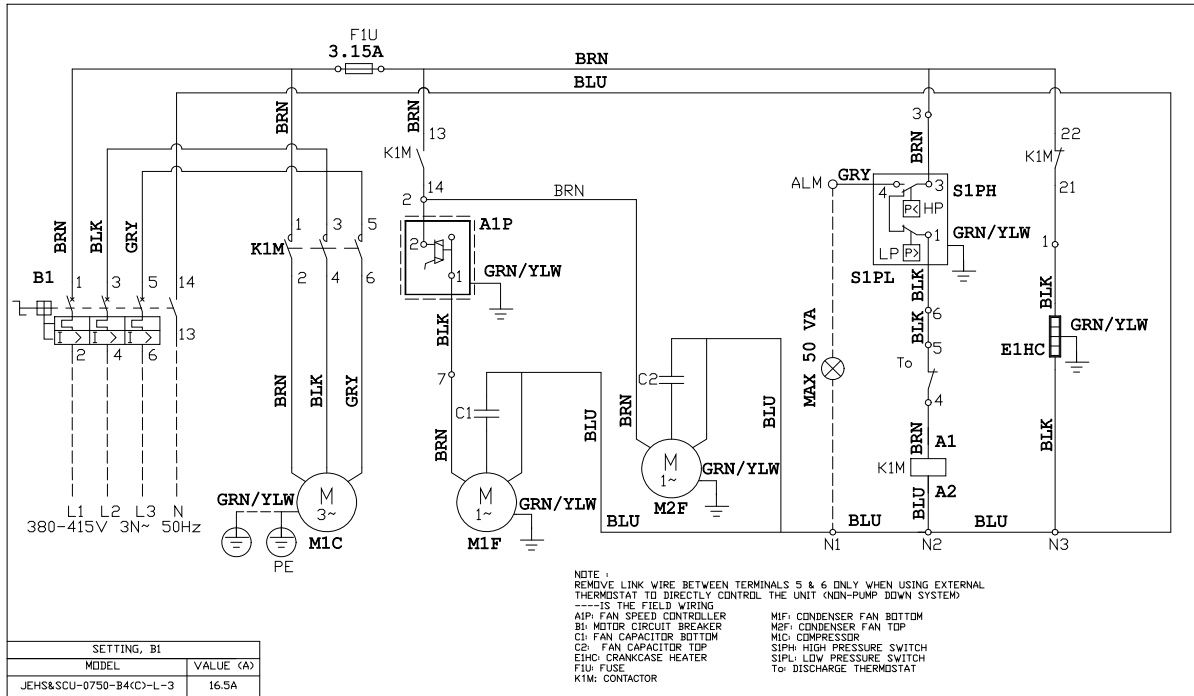 F1U
3.15A
BRN
BLU
BRN
BRN
13
K1M
14
2
BRN
3
BRN
22
K1M
21
ALM
GRY
4
3
S1PH
P< HP
1
LP P>
S1PL
GRN/YLW
A1P
2
1
GRN/YLW
BRN
BLK
GRY
B1
1
3
5
14
13
I >
I >
I >
2
4
6
K1M
1
3
5
2
4
6
BLK
7
BLK
6
BLK
5
To
4
1
BLK
GRN/YLW
E1HC
MAX 50 VA
BRN
BLK
GRY
BRN
C1
BLU
BRN
C2
BLU
BRN
A1
K1M
A2
BLU
BLK
L1
L2
L3
N
380-415V 3N~ 50Hz
GRN/YLW
PE
M
3~
M1C
M
1~
GRN/YLW
M1F
M
1~
GRN/YLW
M2F
BLU
BLU
BLU
N1
N2
N3
NOTE :
REMOVE LINK WIRE BETWEEN TERMINALS 5 & 6 ONLY WHEN USING EXTERNAL
THERMOSTAT TO DIRECTLY CONTROL THE UNIT (NON-PUMP DOWN SYSTEM)
----IS THE FIELD WIRING
A1P: FAN SPEED CONTROLLER
B1: MOTOR CIRCUIT BREAKER
C1: FAN CAPACITOR BOTTOM
C2: FAN CAPACITOR TOP
E1HC: CRANKCASE HEATER
F1U: FUSE
K1M: CONTACTOR
M1F: CONDENSER FAN BOTTOM
M2F: CONDENSER FAN TOP
M1C: COMPRESSOR
S1PH: HIGH PRESSURE SWITCH
S1PL: LOW PRESSURE SWITCH
To: DISCHARGE THERMOSTAT
SETTING, B1
MODEL VALUE (A)
JEHS&SCU-0750-B4(C)-L-3 16.5A